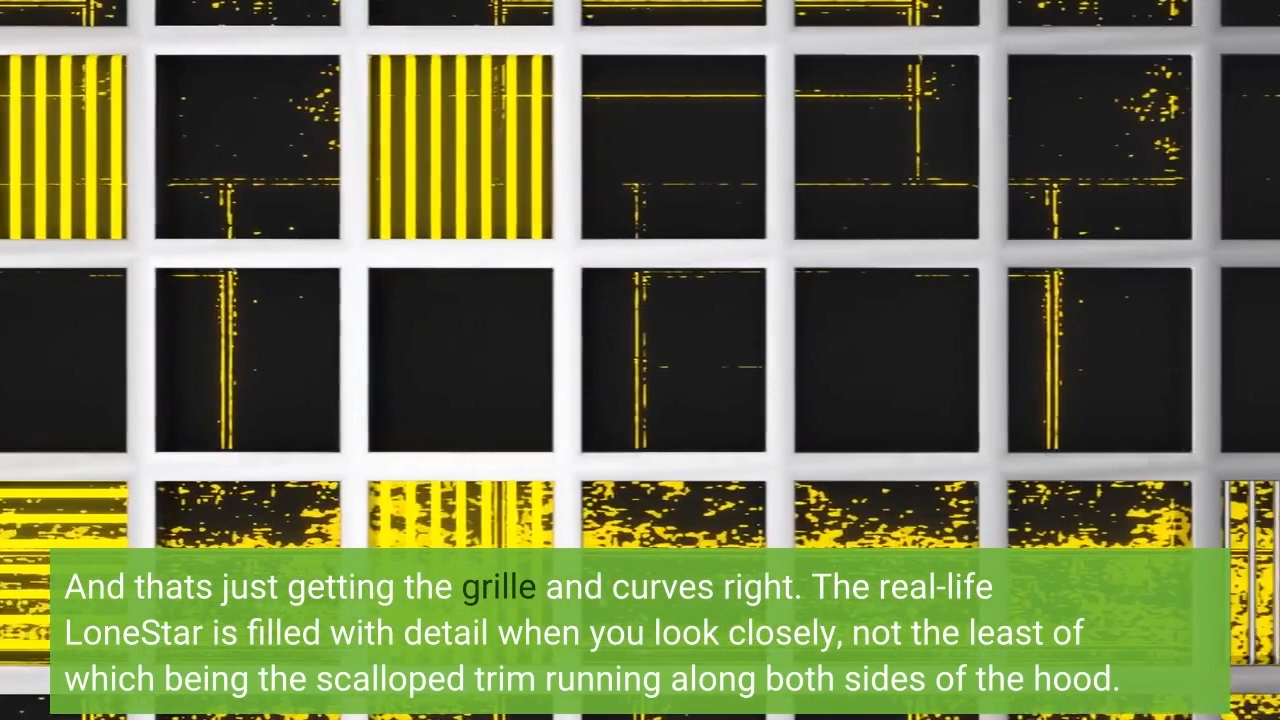 And thats just getting the grille and curves right. The real-life
LoneStar is filled with detail when you look closely, not the least of
which being the scalloped trim running along both sides of the hood.